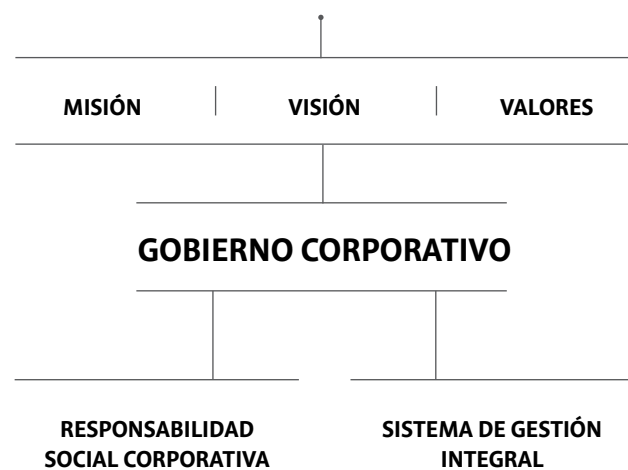 MISIÓN VISIÓN VALORES
GOBIERNO CORPORATIVO
RESPONSABILIDAD
SOCIAL CORPORATIVA
SISTEMA DE GESTIÓN
INTEGRAL